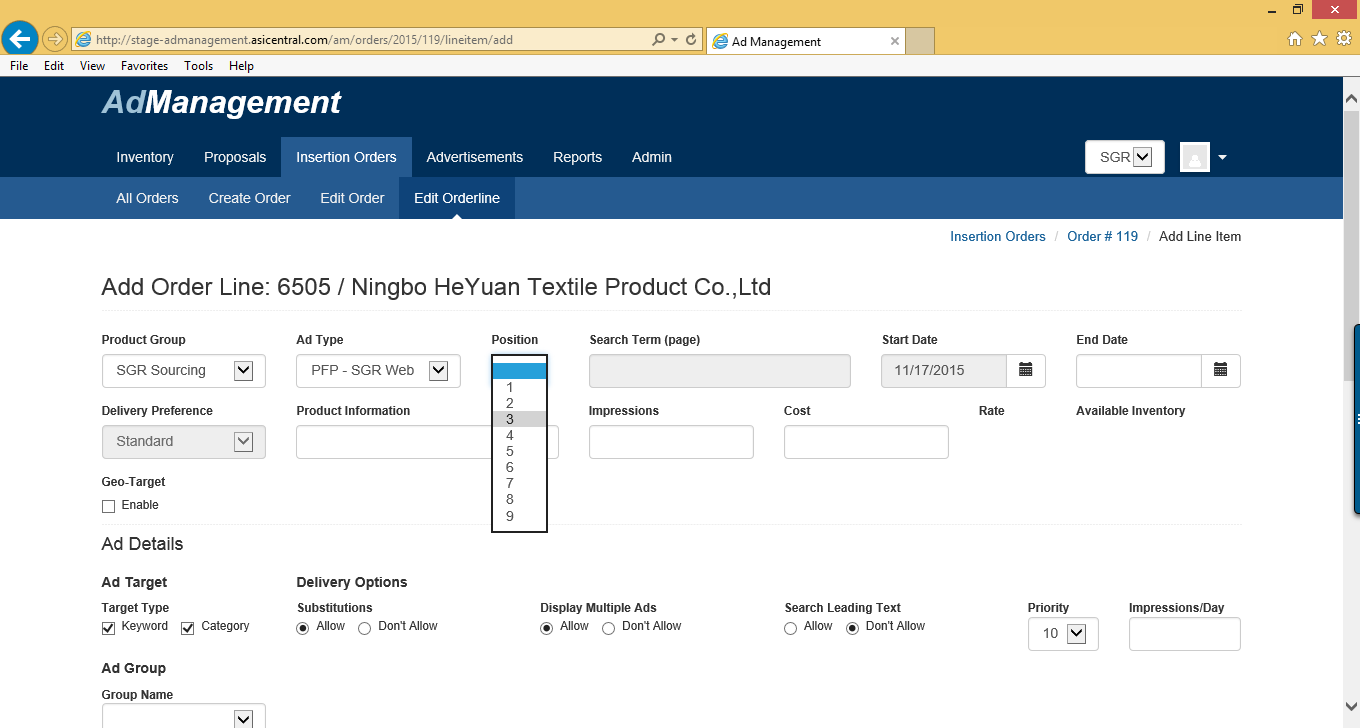 http://stage-admanagement.asicentral.com/am/orders/2015/119/lineitem/add
Ad Management
File Edit View Favorites Tools Help
AdManagement
Inventory Proposals Insertion Orders Advertisements Reports Admin SGR
All Orders Create Order Edit Order Edit Orderline
Insertion Orders / Order # 119 / Add Line Item
Add Order Line: 6505 / Ningbo HeYuan Textile Product Co.,Ltd
Product Group Ad Type Position Search Term (page) Start Date End Date
SGR Sourcing PFP - SGR Web 11/17/2015
1
2
3
4
5
6
7
8
9
Delivery Preference Product Information Impressions Cost Rate Available Inventory
Standard
Geo-Target
Enable
Ad Details
Ad Target Delivery Options
Target Type Substitutions Display Multiple Ads Search Leading Text Priority Impressions/Day
Keyword Category Allow Don't Allow Allow Don't Allow Allow Don't Allow 10
Ad Group
Group Name